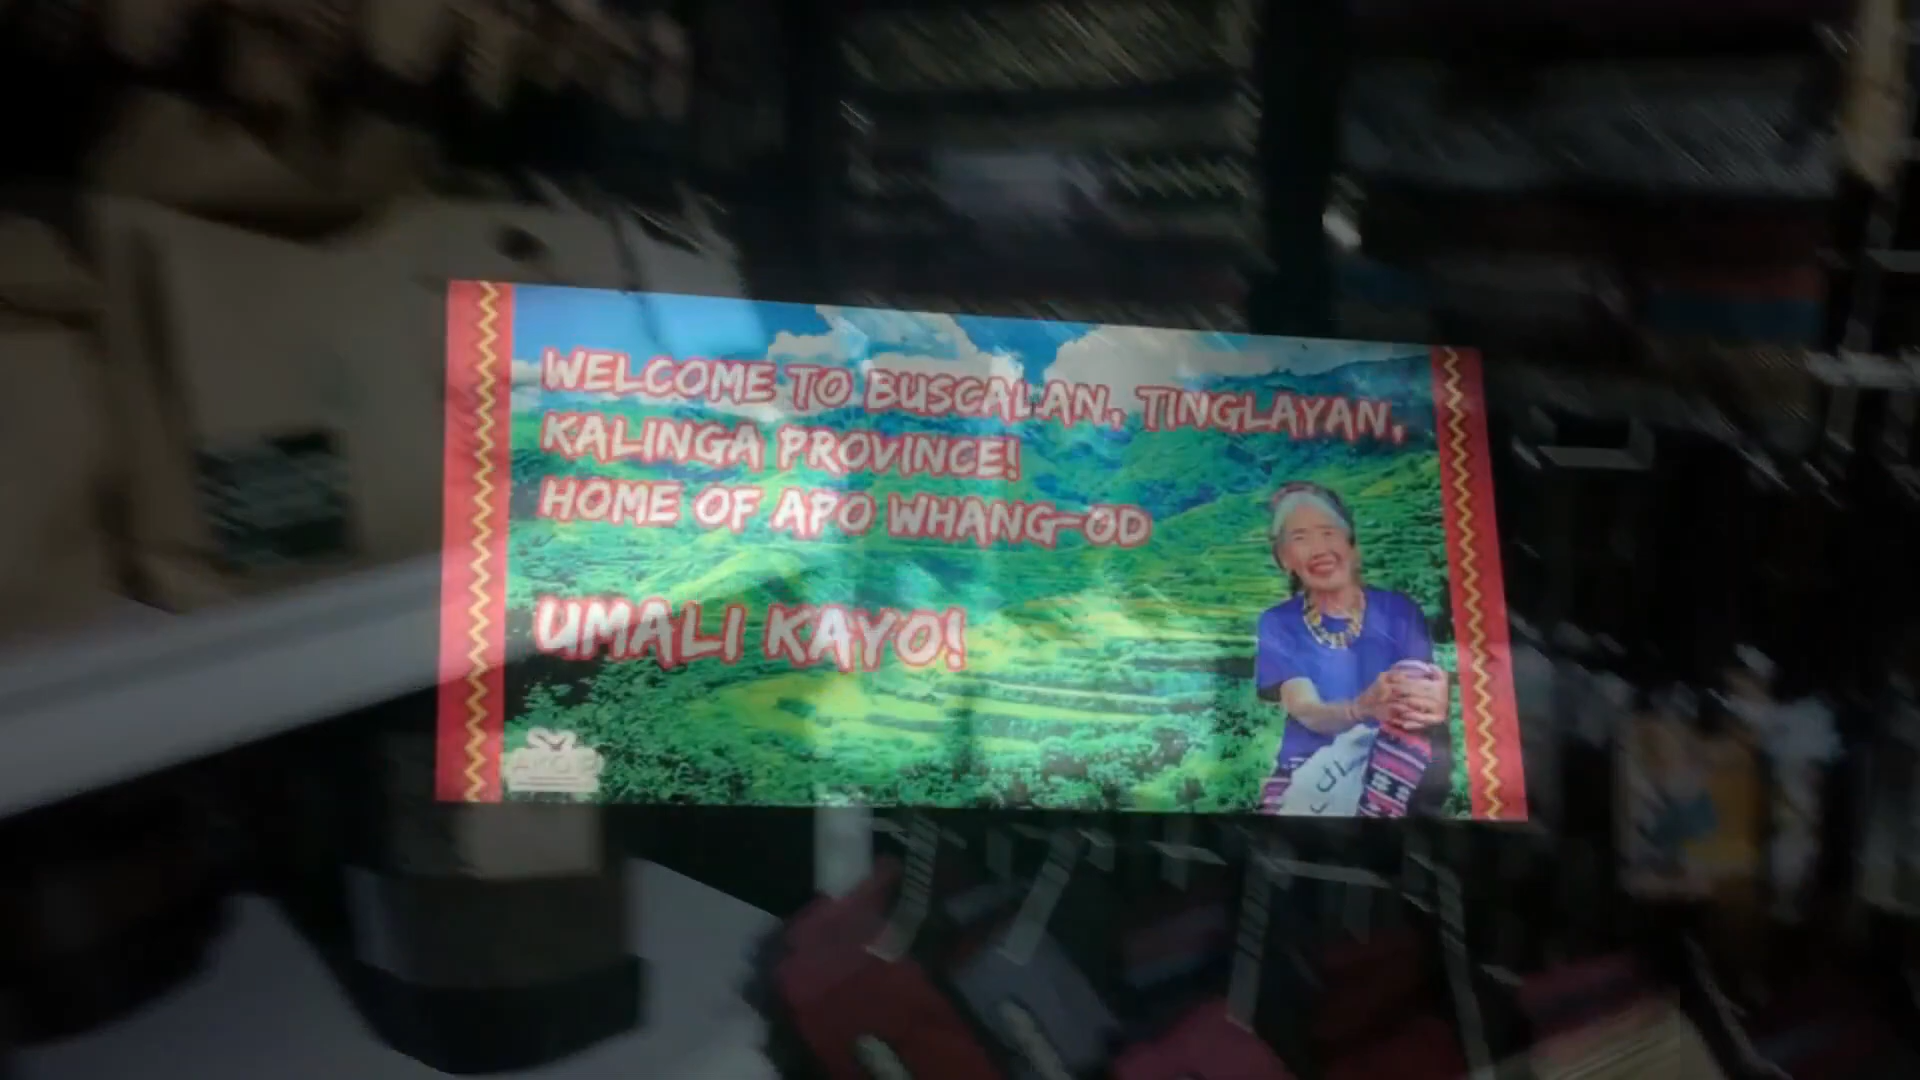 WELCOME TO BUSCALAN, TINGLAYAN,
KALINGA PROVINCE!
HOME OF APO WHANG-OD
UMALI KAYO!